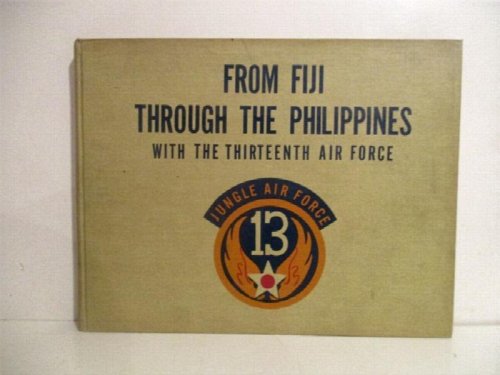 FROM FIJI
THROUGH THE PHILIPPINES
WITH THE THIRTEENTH AIR FORCE
JUNGLE AIR FORCE
13